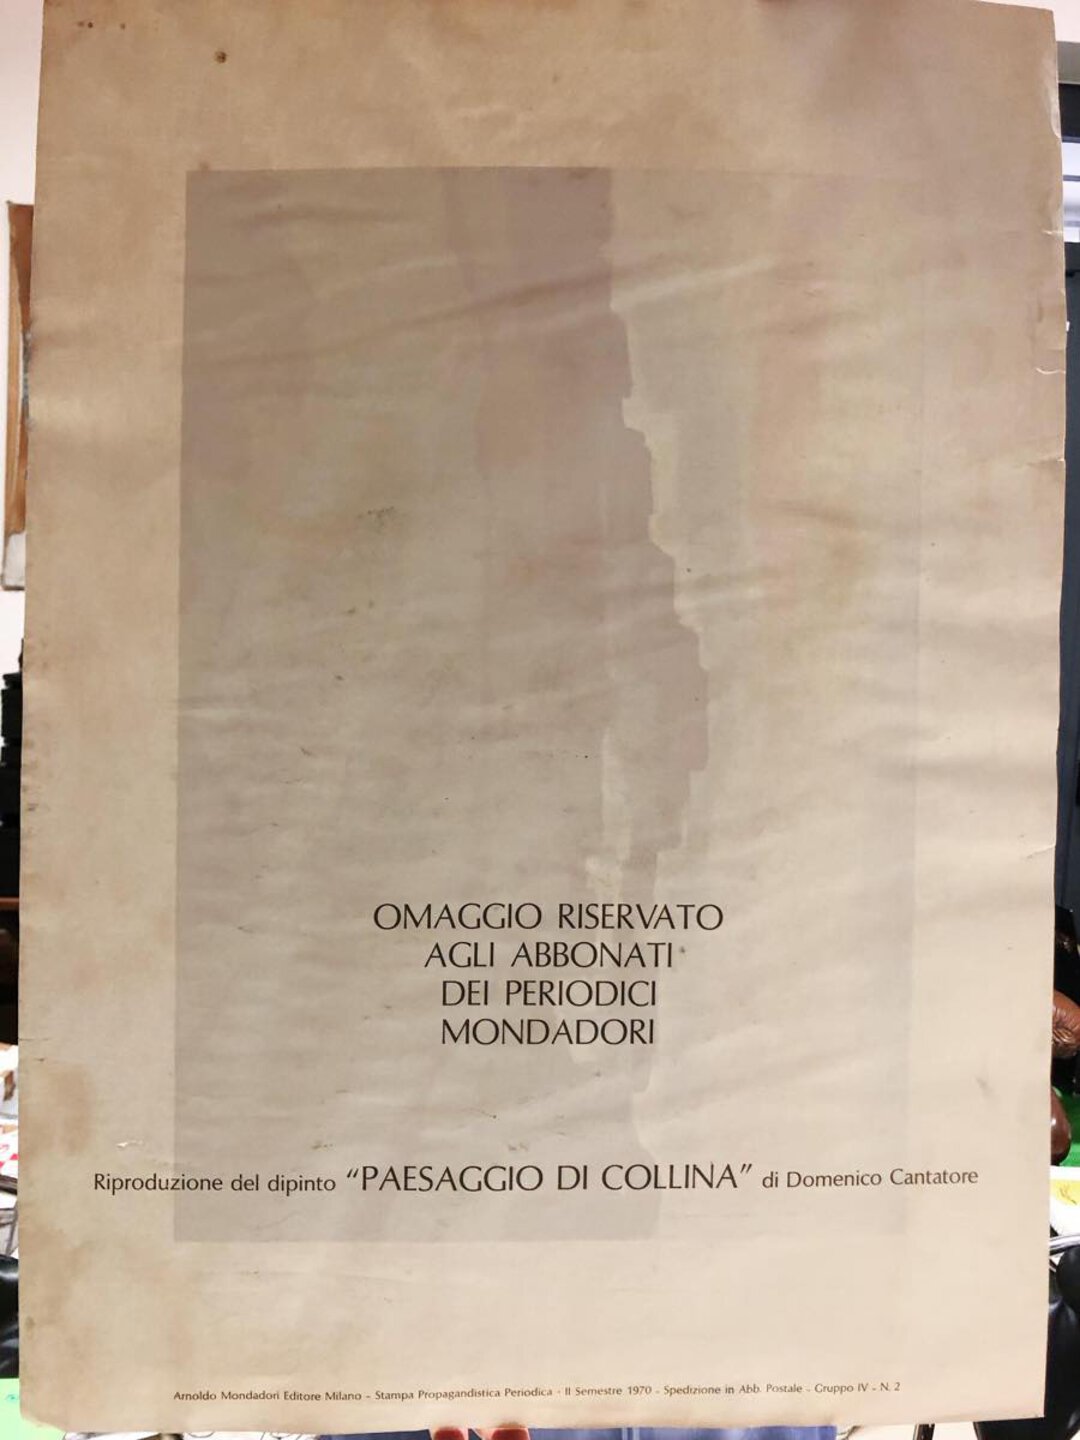 OMAGGIO RISERVATO
AGLI ABBONATI
DEI PERIODICI
MONDADORI
Riproduzione del dipinto "PAESAGGIO DI COLLINA" di Domenico Cantatore
Arnoldo Mondadori Editore Milano - Stampa Propagandistica Periodica - II Semestre 1970 - Spedizione in Abb. Postale - Gruppo IV - N. 2